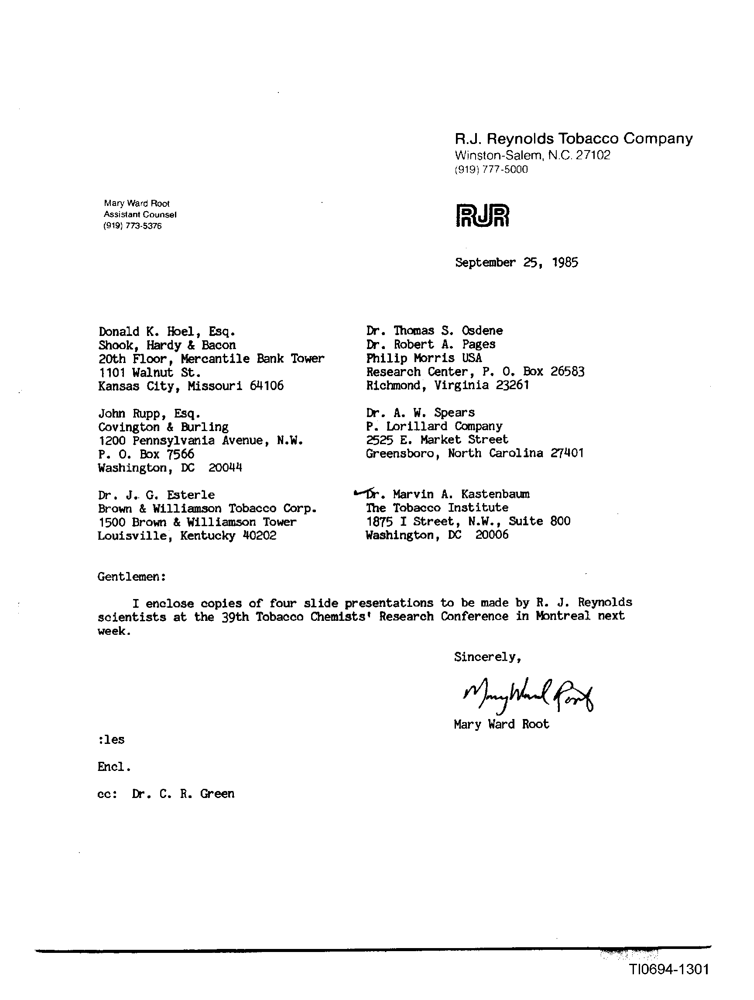 R.J. Reynolds Tobacco Company
Winston-Salem, N.C. 27102
(919) 777-5000
Mary Ward Root
Assistant Counsel
(919) 773-5376
RJR
September 25, 1985
Donald K. Hoel, Esq.
Shook, Hardy & Bacon
20th Floor, Mercantile Bank Tower
1101 Walnut St.
Kansas City, Missouri 64106
Dr. Thomas S. Osdene
Dr. Robert A. Pages
Philip Morris USA
Research Center, P. O. Box 26583
Richmond, Virginia 23261
John Rupp, Esq.
Covington & Burling
1200 Pennsylvania Avenue, N.W.
P. O. Box 7566
Washington, DC 20044
Dr. A. W. Spears
P. Lorillard Company
2525 E. Market Street
Greensboro, North Carolina 27401
Dr. J. G. Esterle
Brown & Williamson Tobacco Corp.
1500 Brown & Williamson Tower
Louisville, Kentucky 40202
Dr. Marvin A. Kastenbaum
The Tobacco Institute
1875 I Street, N.W., Suite 800
Washington, DC 20006
Gentlemen:
I enclose copies of four slide presentations to be made by R. J. Reynolds
scientists at the 39th Tobacco Chemists' Research Conference in Montreal next
week.
Sincerely,
Mary Ward Root
Mary Ward Root
:les
Encl.
cc: Dr. C. R. Green
TI0694-1301